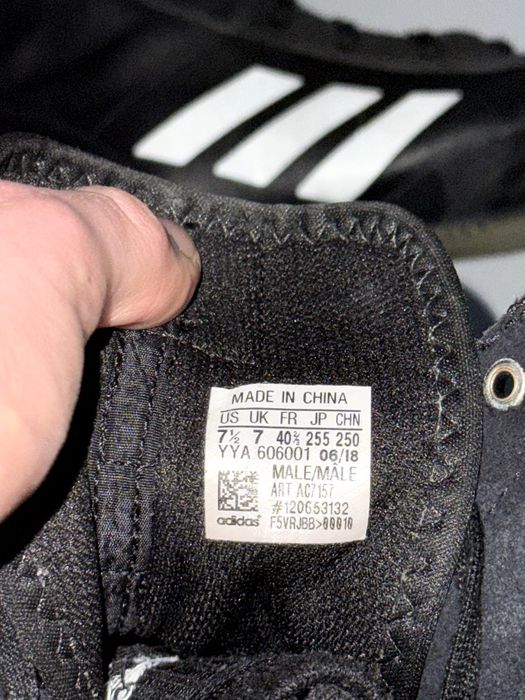 MADE IN CHINA
US UK FR JP CHN
7½ 7 40⅔ 255 250
YYA 606001 06/18
MALE/MÂLE
ART AC7157
#120653132
adidas F5VRJBB>00010